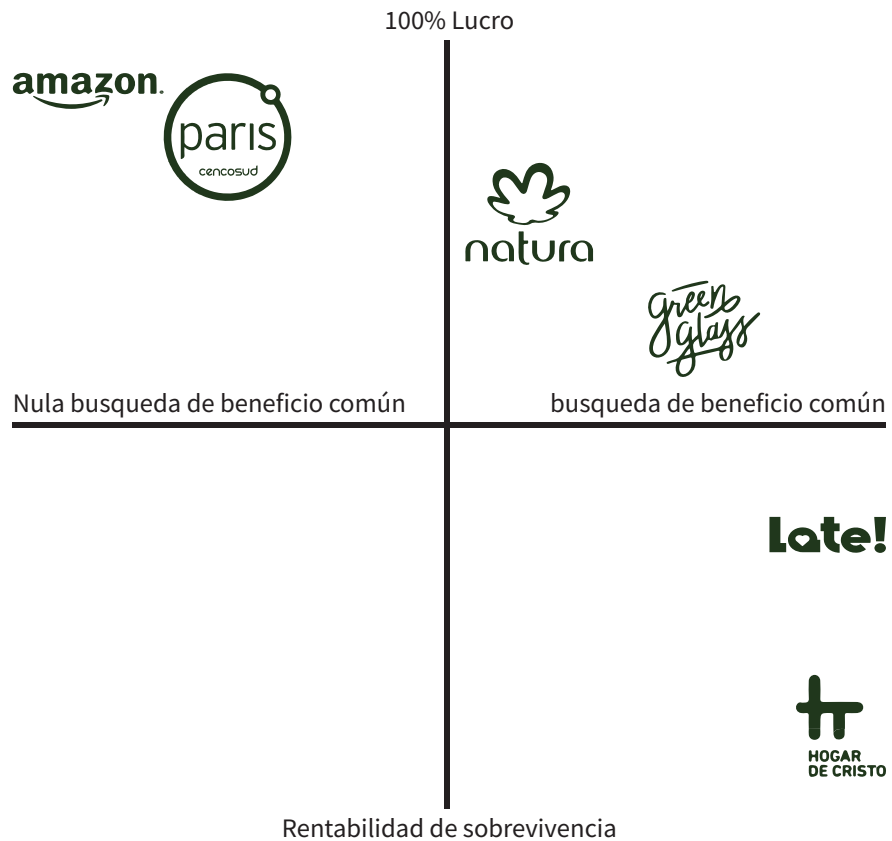 100% Lucro
amazon.
paris
cencosud
natura
green
glass
Nula busqueda de beneficio común
busqueda de beneficio común
Late!
HOGAR
DE CRISTO
Rentabilidad de sobrevivencia